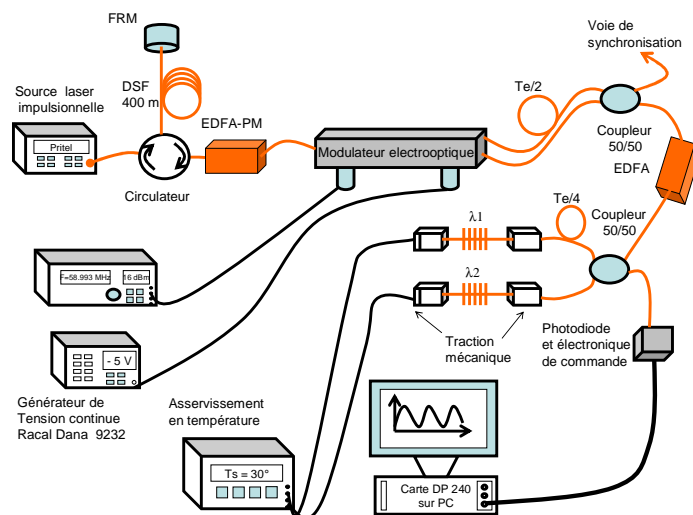 FRM
Voie de
synchronisation
DSF
400 m
Te/2
Source laser
impulsionnelle
EDFA-PM
Pritel
Modulateur electrooptique
Coupleur
50/50
EDFA
Circulateur
Te/4
Coupleur
50/50
λ1
F=58.993 MHz
16 dBm
λ2
Traction
mécanique
Photodiode
et électronique
de commande
- 5 V
Générateur de
Tension continue
Racal Dana 9232
Asservissement
en température
Ts = 30°
Carte DP 240
sur PC